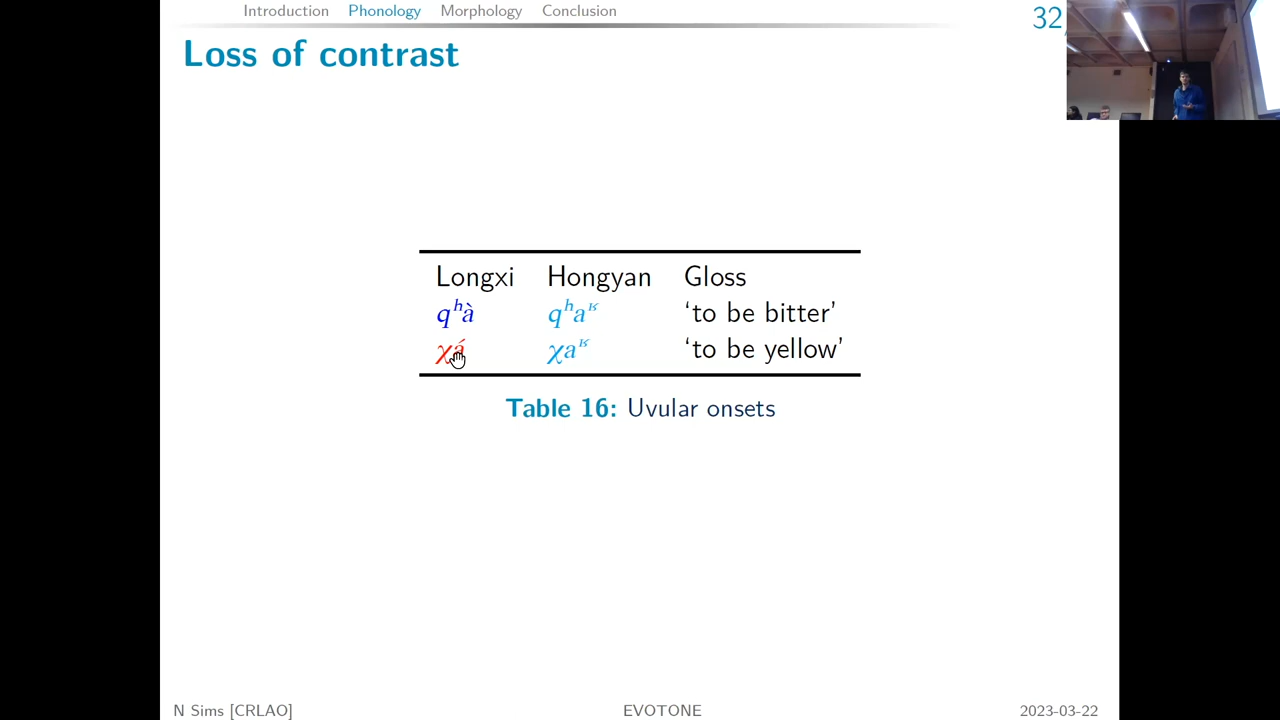 Introduction Phonology Morphology Conclusion
32
Loss of contrast
Longxi Hongyan Gloss
qʰà qʰaʶ ‘to be bitter’
χá χaʶ ‘to be yellow’
Table 16: Uvular onsets
N Sims [CRLAO] EVOTONE 2023-03-22